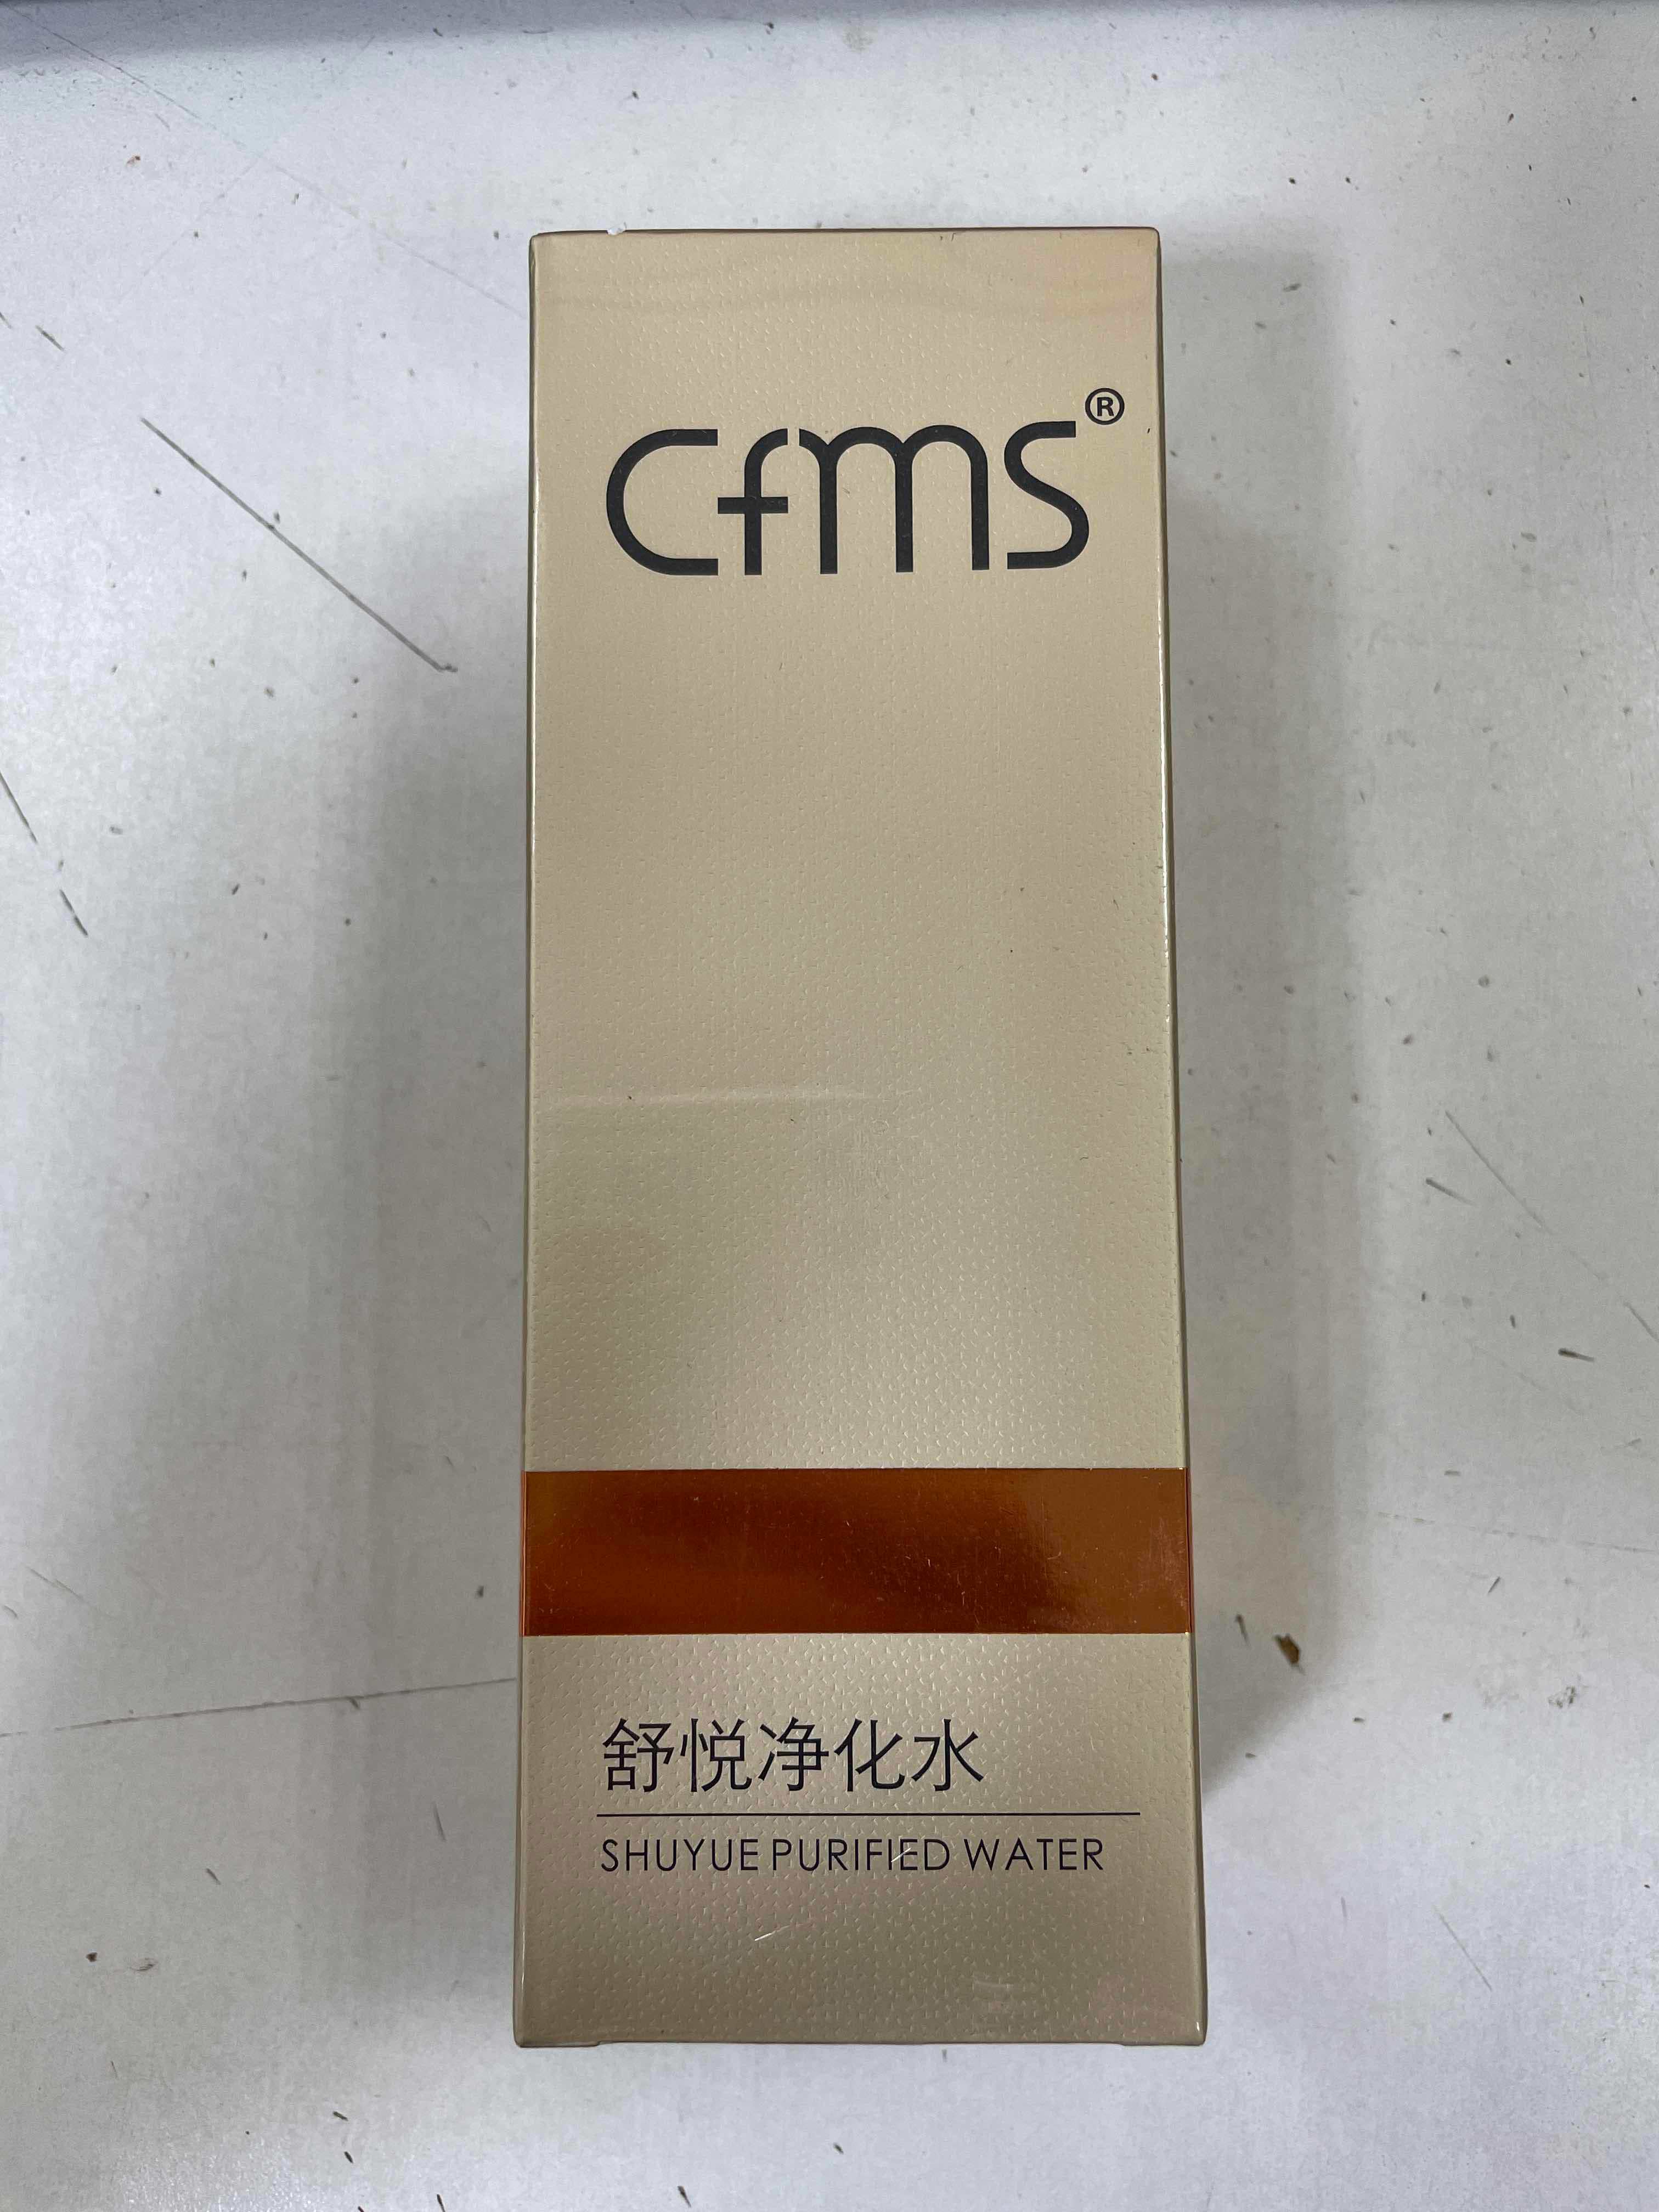 cfms®
舒悦净化水
SHUYUE PURIFIED WATER